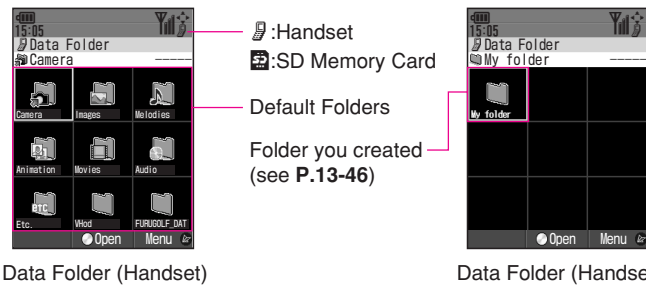 15:05
Data Folder
Camera -----
Camera Images Melodies
Animation Movies Audio
Etc. VHod FURUGOLF_DAT
Open Menu
Data Folder (Handset)
:Handset
:SD Memory Card
Default Folders
Folder you created
(see P.13-46)
15:05
Data Folder
My folder -----
My folder
Open Menu
Data Folder (Handse